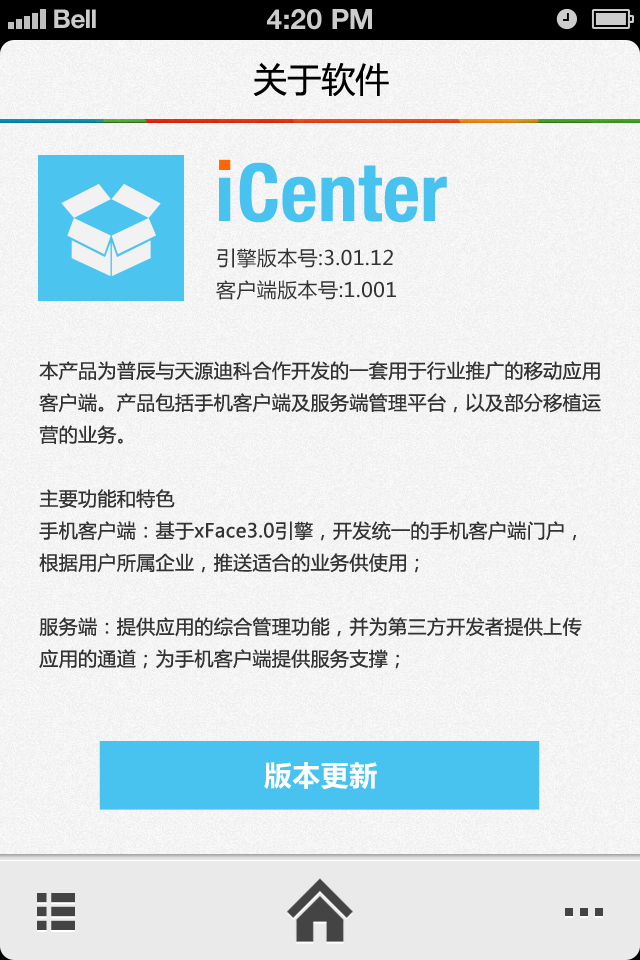 Bell 4:20 PM
关于软件
iCenter
引擎版本号:3.01.12
客户端版本号:1.001
本产品为普辰与天源迪科合作开发的一套用于行业推广的移动应用
客户端。产品包括手机客户端及服务端管理平台，以及部分移植运
营的业务。
主要功能和特色
手机客户端：基于xFace3.0引擎，开发统一的手机客户端门户，
根据用户所属企业，推送适合的业务供使用；
服务端：提供应用的综合管理功能，并为第三方开发者提供上传
应用的通道；为手机客户端提供服务支撑；
版本更新